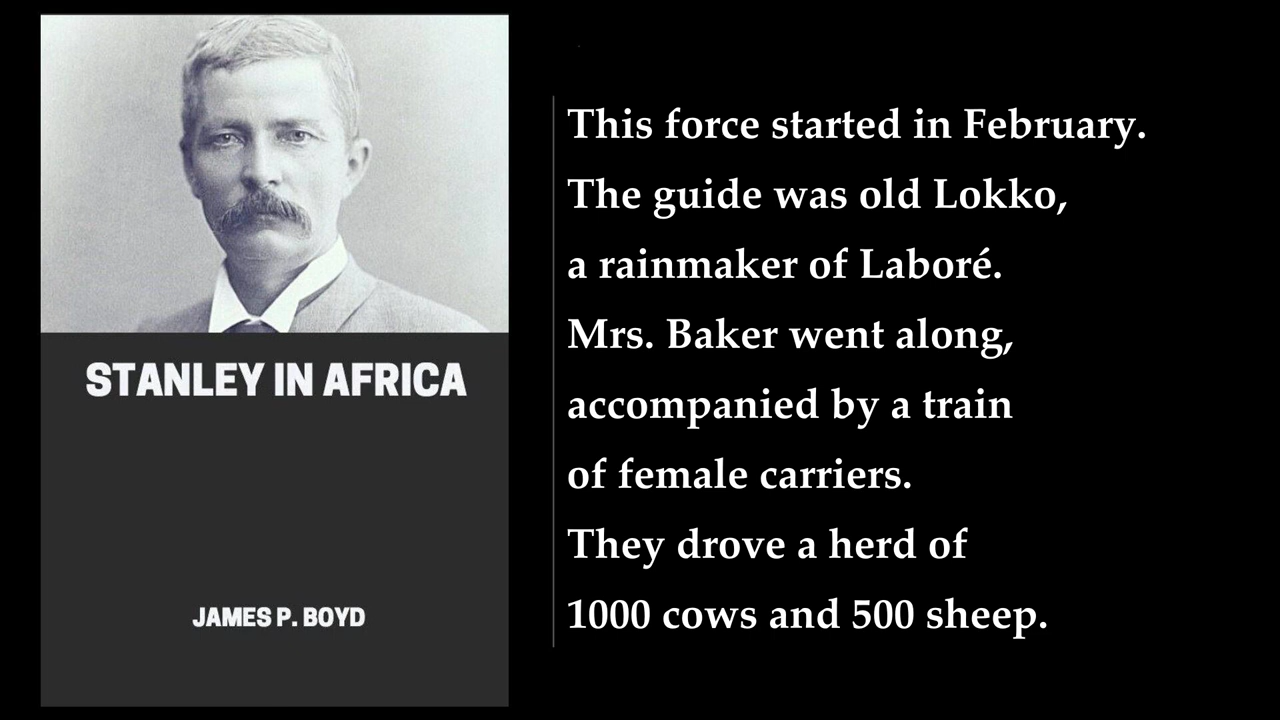 STANLEY IN AFRICA
JAMES P. BOYD
This force started in February.
The guide was old Lokko,
a rainmaker of Laboré.
Mrs. Baker went along,
accompanied by a train
of female carriers.
They drove a herd of
1000 cows and 500 sheep.